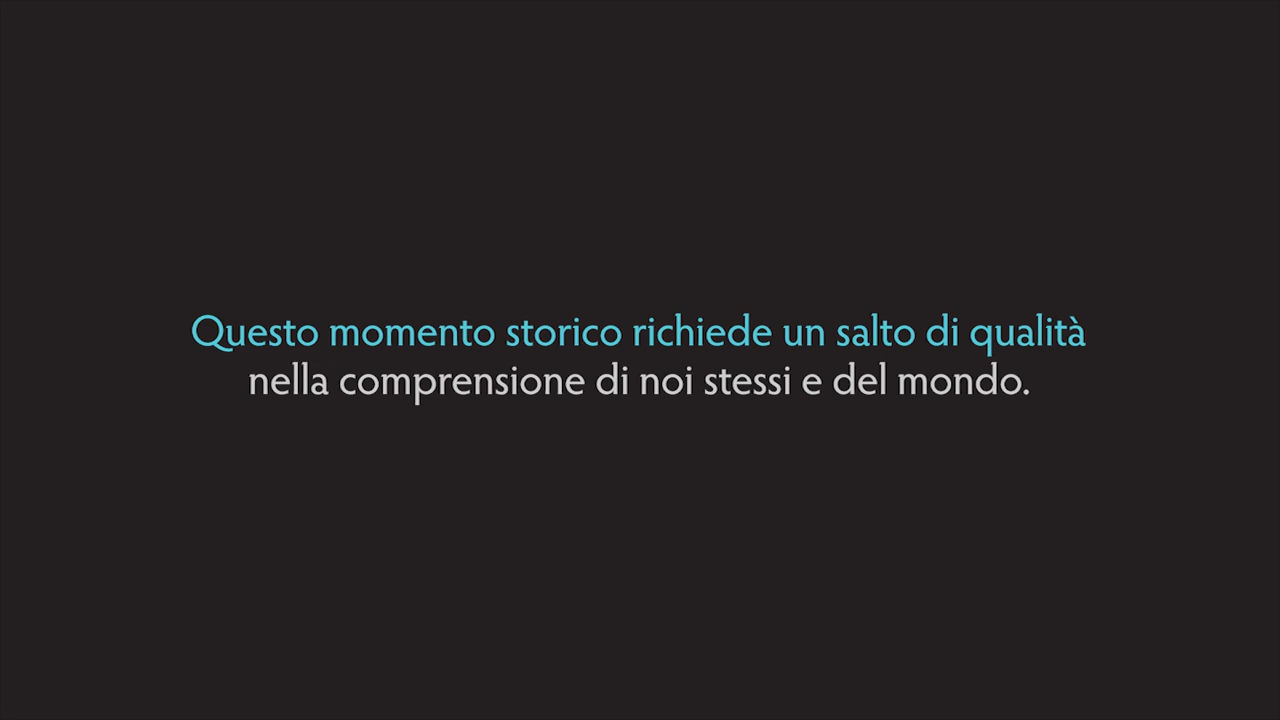 Questo momento storico richiede un salto di qualità
nella comprensione di noi stessi e del mondo.